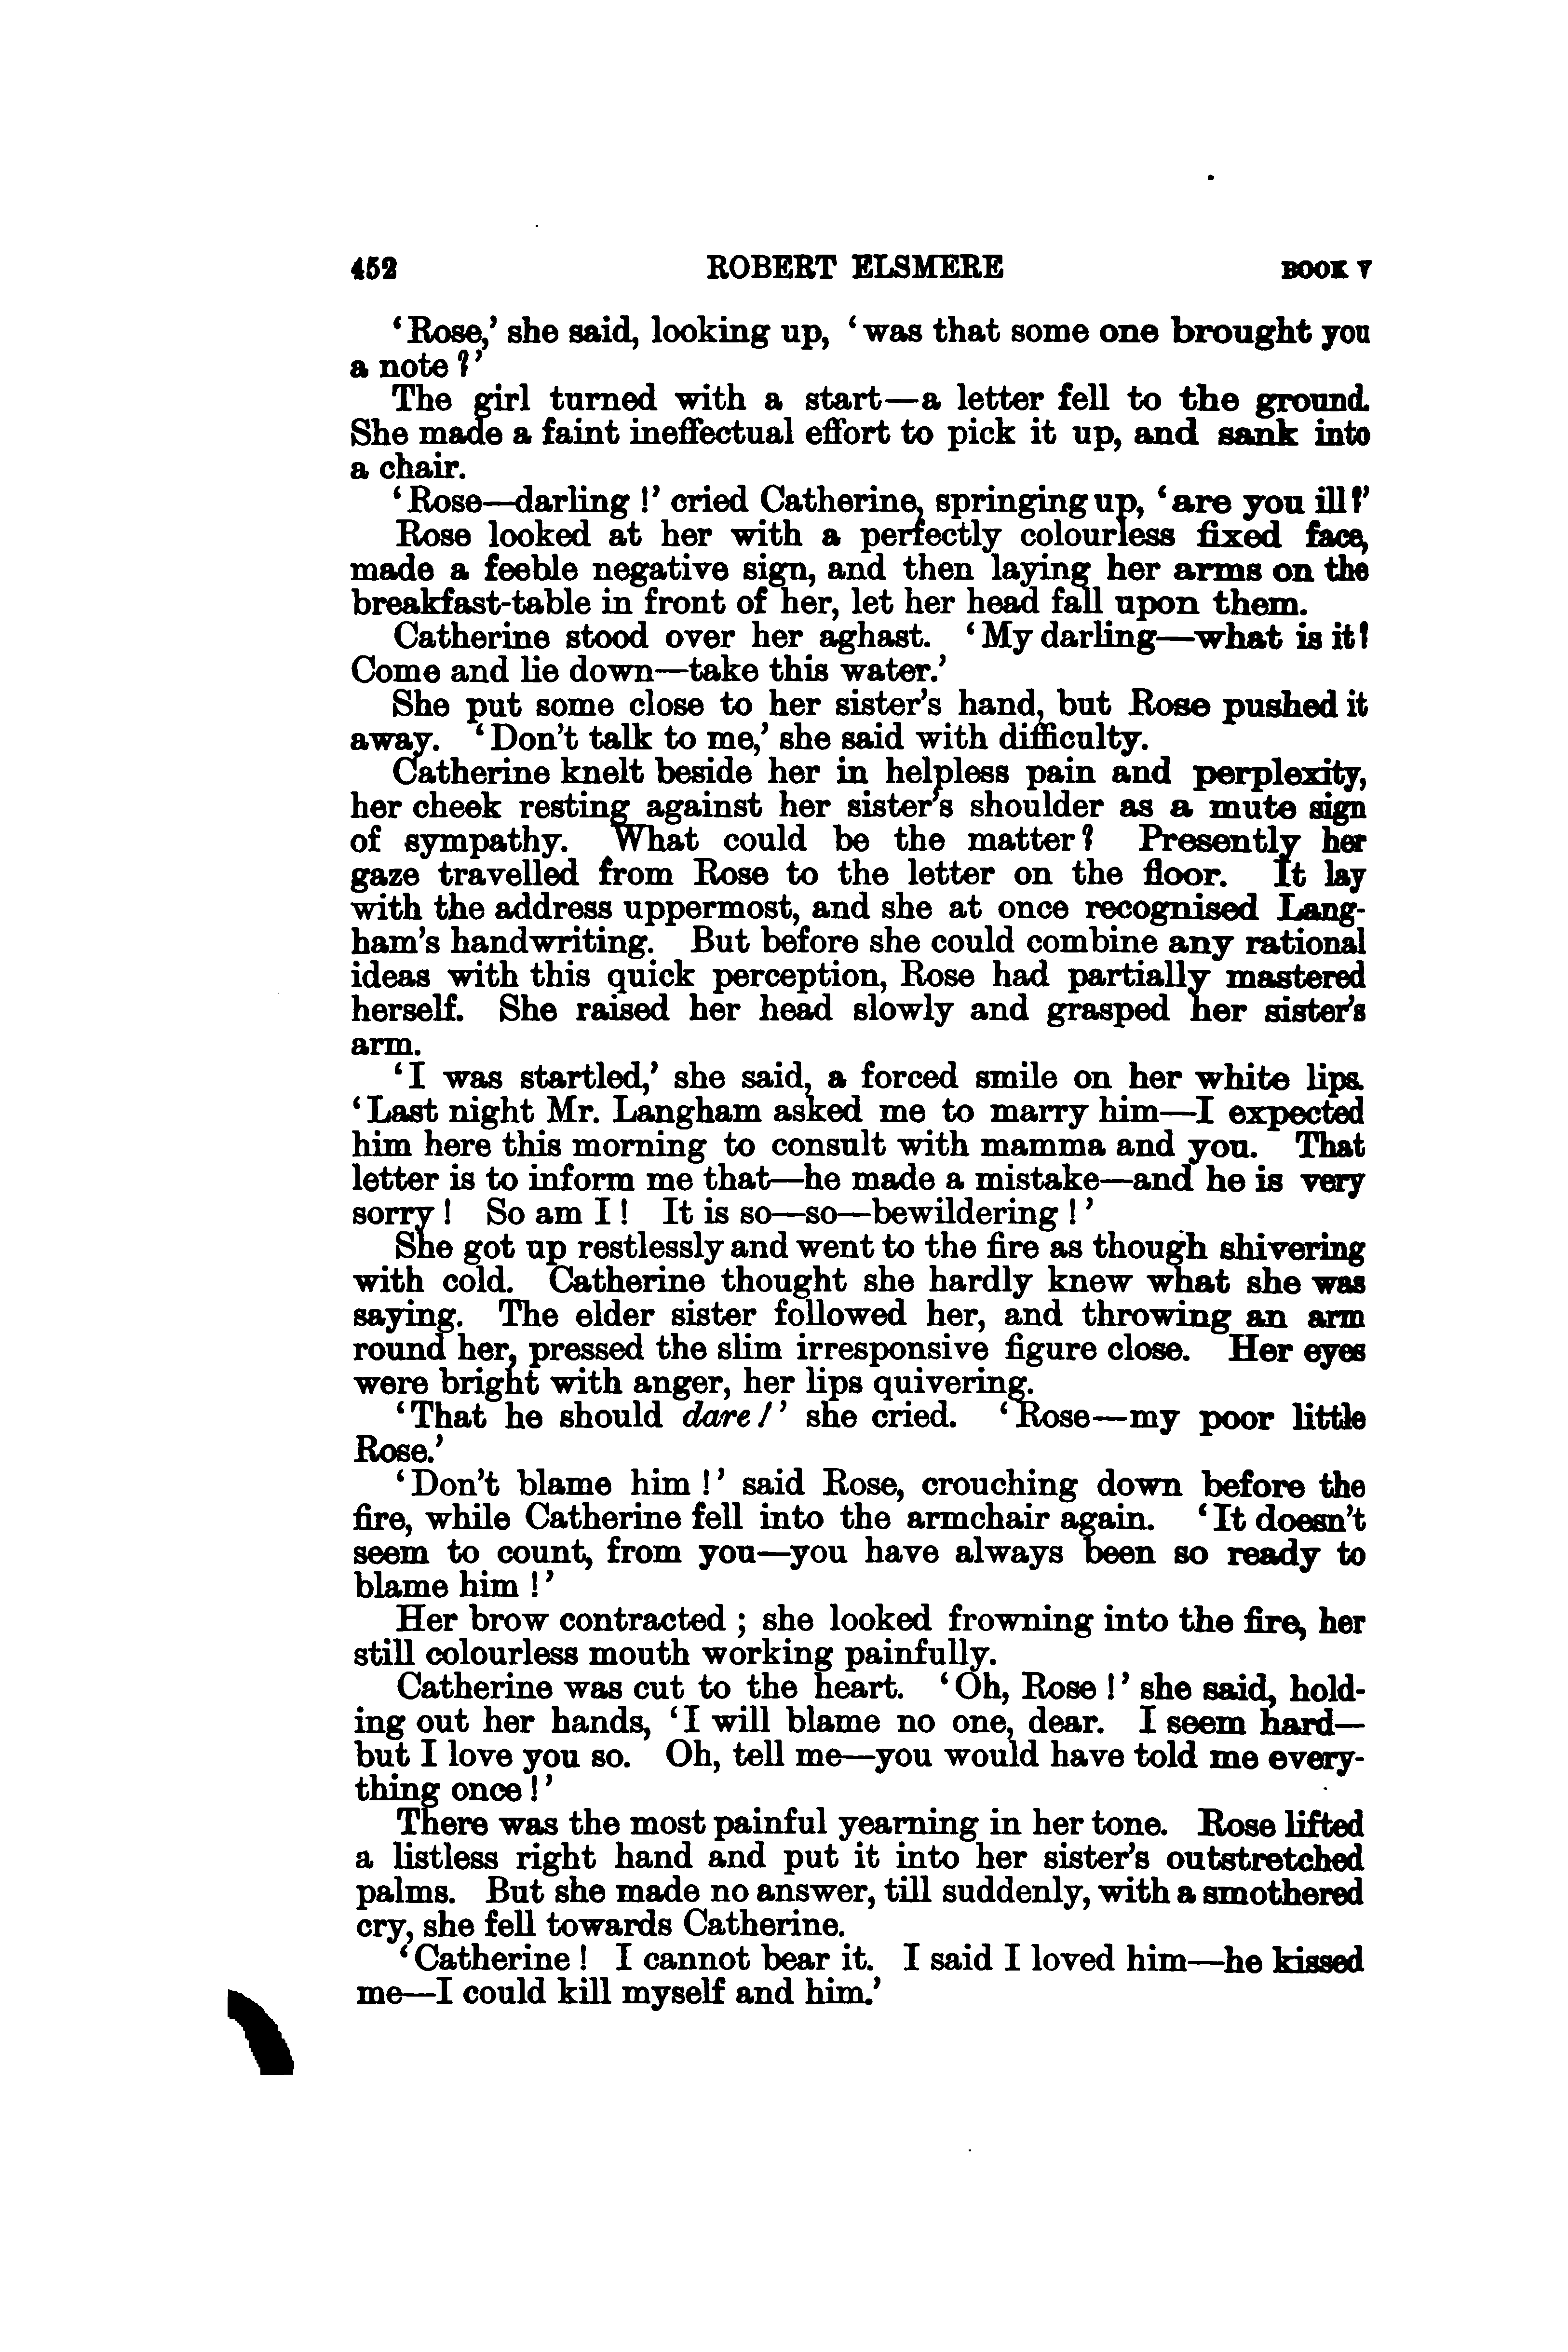 452 ROBERT ELSMERE BOOK V
‘Rose,’ she said, looking up, ‘was that some one brought you
a note?’
The girl turned with a start—a letter fell to the ground.
She made a faint ineffectual effort to pick it up, and sank into
a chair.
‘Rose—darling!’ cried Catherine, springing up, ‘are you ill?’
Rose looked at her with a perfectly colourless fixed face,
made a feeble negative sign, and then laying her arms on the
breakfast-table in front of her, let her head fall upon them.
Catherine stood over her aghast. ‘My darling—what is it?
Come and lie down—take this water.’
She put some close to her sister’s hand, but Rose pushed it
away. ‘Don’t talk to me,’ she said with difficulty.
Catherine knelt beside her in helpless pain and perplexity,
her cheek resting against her sister’s shoulder as a mute sign
of sympathy. What could be the matter? Presently her
gaze travelled from Rose to the letter on the floor. It lay
with the address uppermost, and she at once recognised Lang-
ham’s handwriting. But before she could combine any rational
ideas with this quick perception, Rose had partially mastered
herself. She raised her head slowly and grasped her sister’s
arm.
‘I was startled,’ she said, a forced smile on her white lips.
‘Last night Mr. Langham asked me to marry him—I expected
him here this morning to consult with mamma and you. That
letter is to inform me that—he made a mistake—and he is very
sorry! So am I! It is so—so—bewildering!’
She got up restlessly and went to the fire as though shivering
with cold. Catherine thought she hardly knew what she was
saying. The elder sister followed her, and throwing an arm
round her, pressed the slim irresponsive figure close. Her eyes
were bright with anger, her lips quivering.
‘That he should dare!’ she cried. ‘Rose—my poor little
Rose.’
‘Don’t blame him!’ said Rose, crouching down before the
fire, while Catherine fell into the armchair again. ‘It doesn’t
seem to count, from you—you have always been so ready to
blame him!’
Her brow contracted; she looked frowning into the fire, her
still colourless mouth working painfully.
Catherine was cut to the heart. ‘Oh, Rose!’ she said, hold-
ing out her hands, ‘I will blame no one, dear. I seem hard—
but I love you so. Oh, tell me—you would have told me every-
thing once!’
There was the most painful yearning in her tone. Rose lifted
a listless right hand and put it into her sister’s outstretched
palms. But she made no answer, till suddenly, with a smothered
cry, she fell towards Catherine.
‘Catherine! I cannot bear it. I said I loved him—he kissed
me—I could kill myself and him.’